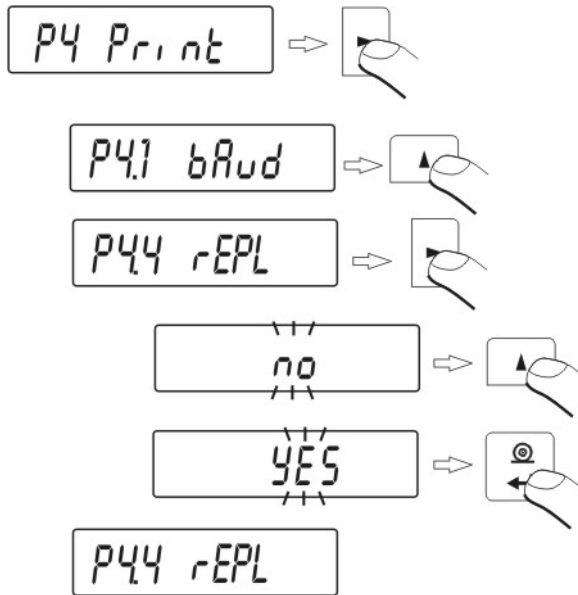 P4 Print
P4.1 bAud
P4.4 rEPL
no
YES
P4.4 rEPL